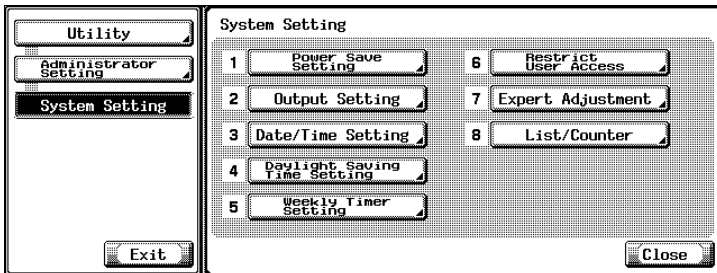 Utility
Administrator
Setting
System Setting
Exit
System Setting
1 Power Save
Setting
2 Output Setting
3 Date/Time Setting
4 Daylight Saving
Time Setting
5 Weekly Timer
Setting
6 Restrict
User Access
7 Expert Adjustment
8 List/Counter
Close